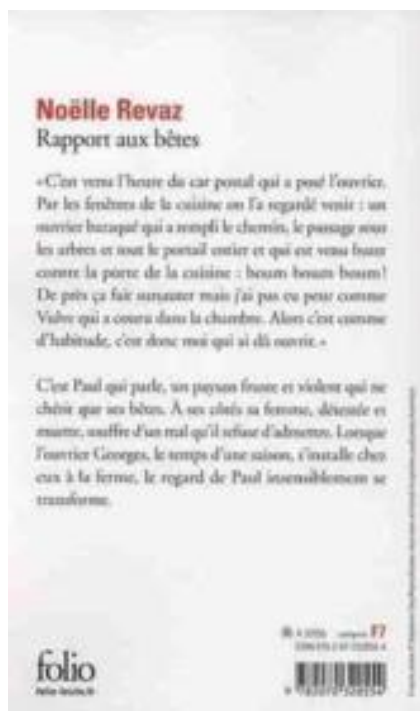 Noëlle Revaz
Rapport aux bêtes
«C'est venu l'heure du car postal qui a posé l'ouvrier.
Par les fenêtres de la cuisine on l'a regardé venir : un
ouvrier baraqué qui a rempli le chemin, le passage sous
les arbres et tout le portail entier et qui est venu buter
contre la porte de la cuisine : boum boum boum!
De près ça fait sursauter mais j'ai pas eu peur comme
Vulve qui a couru dans la chambre. Alors c'est comme
d'habitude, c'est donc moi qui ai dû ouvrir.»
C'est Paul qui parle, un paysan fruste et violent qui ne
chérit que ses bêtes. À ses côtés sa femme, détestée et
muette, souffre d'un mal qu'il refuse d'admettre. Lorsque
l'ouvrier Georges, le temps d'une saison, s'installe chez
eux à la ferme, le regard de Paul insensiblement se
transforme.
folio
F7